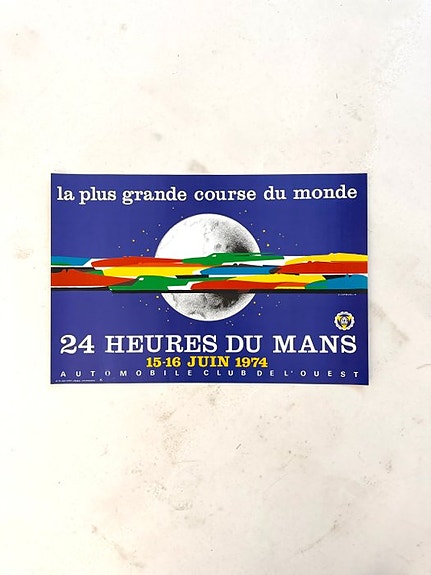 la plus grande course du monde
24 HEURES DU MANS
15-16 JUIN 1974
AUTOMOBILE CLUB DE L'OUEST